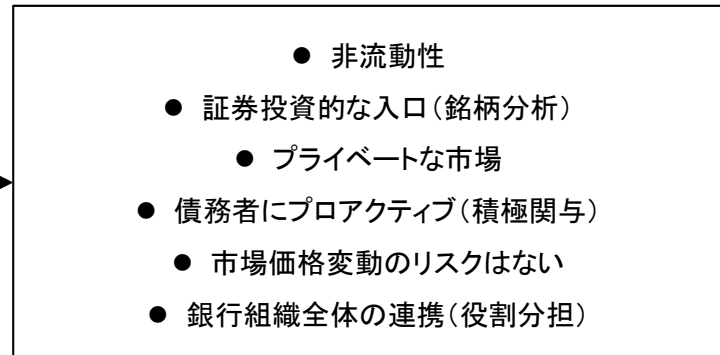 ● 非流動性
● 証券投資的な入口（銘柄分析）
● プライベートな市場
● 債務者にプロアクティブ（積極関与）
● 市場価格変動のリスクはない
● 銀行組織全体の連携（役割分担）